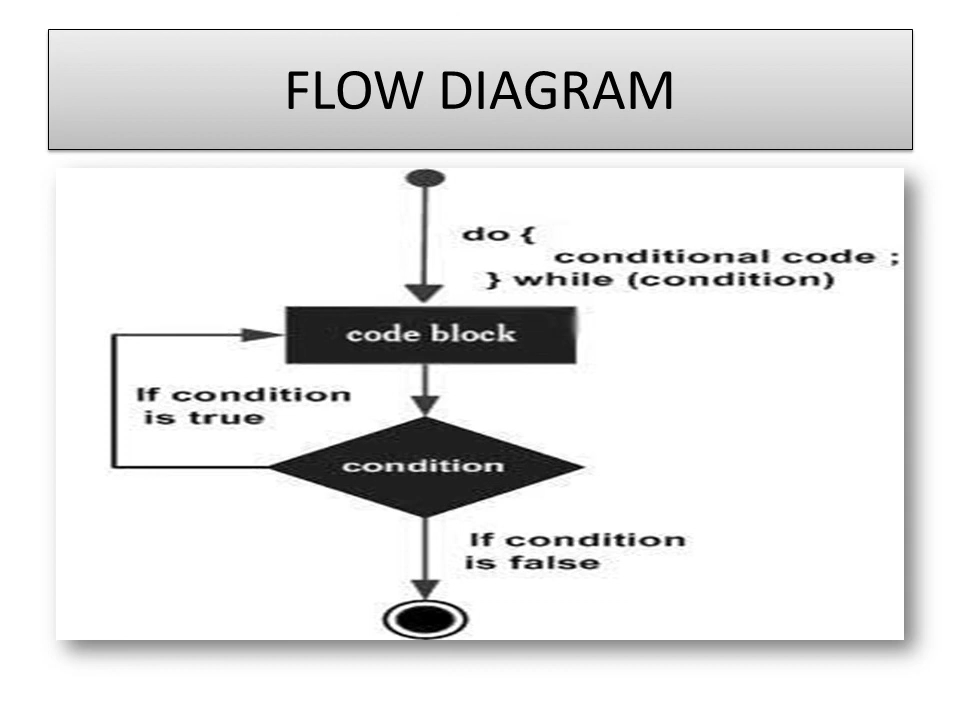 FLOW DIAGRAM
do {
conditional code ;
} while (condition)
code block
If condition
is true
condition
If condition
is false